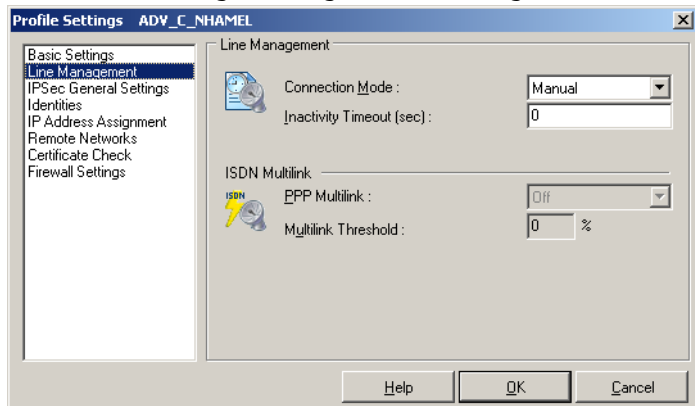 Profile Settings ADV_C_NHAMEL
Basic Settings
Line Management
IPSec General Settings
Identities
IP Address Assignment
Remote Networks
Certificate Check
Firewall Settings
Line Management
Connection Mode : Manual
Inactivity Timeout (sec) : 0
ISDN Multilink
ISDN
PPP Multilink : Off
Multilink Threshold : 0 %
Help OK Cancel